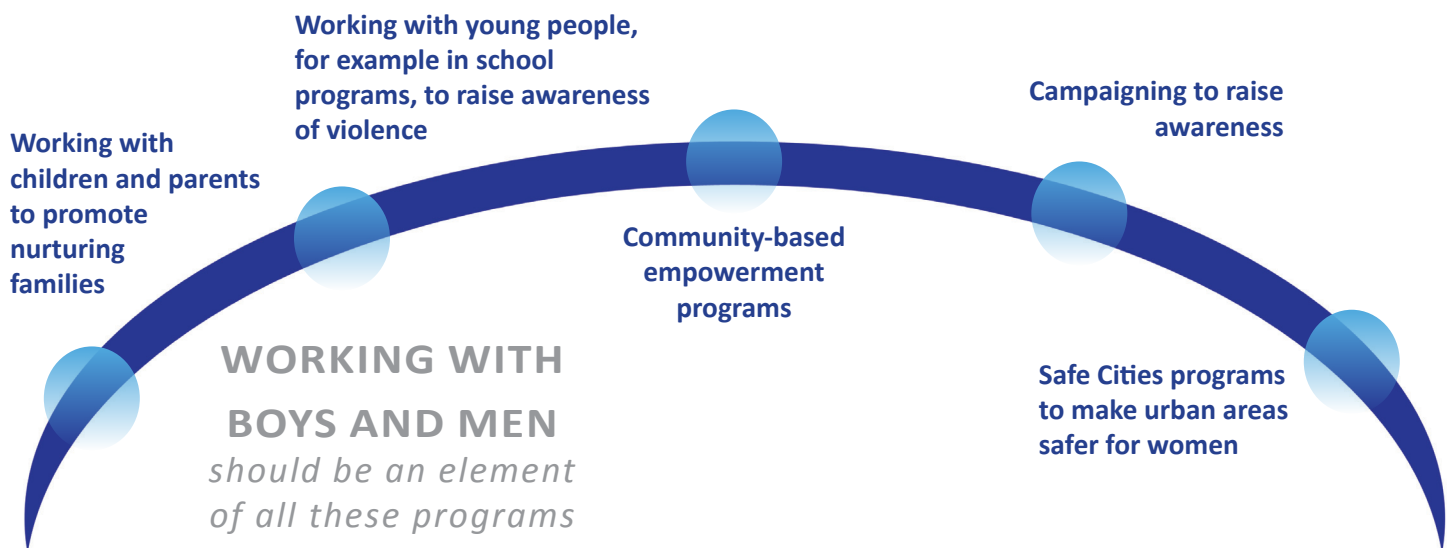 Working with
children and parents
to promote
nurturing
families
Working with young people,
for example in school
programs, to raise awareness
of violence
Community-based
empowerment
programs
Campaigning to raise
awareness
Safe Cities programs
to make urban areas
safer for women
WORKING WITH
BOYS AND MEN
should be an element
of all these programs